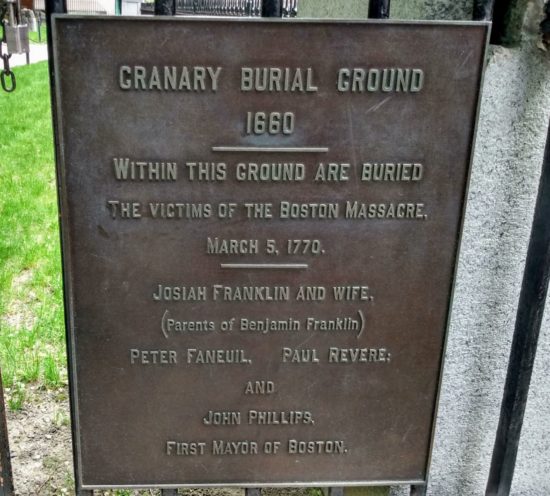 GRANARY BURIAL GROUND
1660
WITHIN THIS GROUND ARE BURIED
THE VICTIMS OF THE BOSTON MASSACRE,
MARCH 5, 1770.
JOSIAH FRANKLIN AND WIFE,
(Parents of Benjamin Franklin)
PETER FANEUIL, PAUL REVERE;
AND
JOHN PHILLIPS,
FIRST MAYOR OF BOSTON.